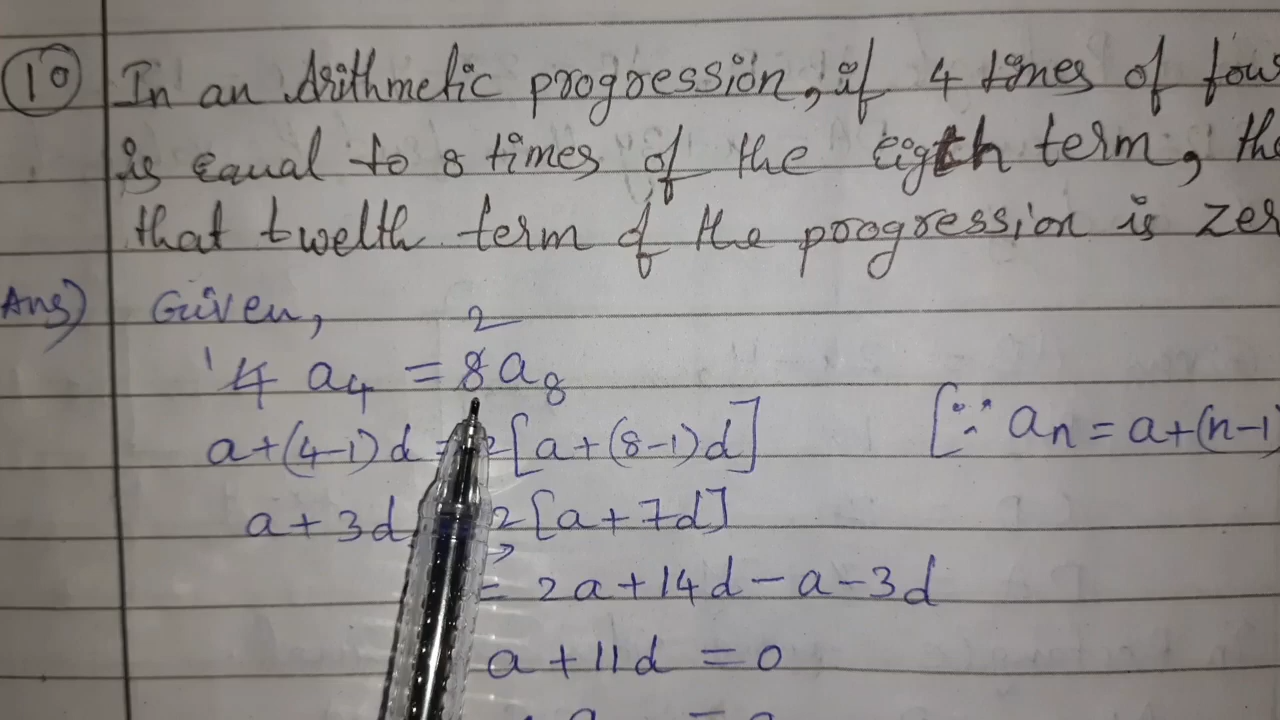 10 In an Arithmetic progression, if 4 times of fou
is equal to 8 times of the eigth term, the
that twelth term of the progression is zer
Ans) Given,
2
1 4 a4 = 8 a8
a+(4-1)d = 2[a+(8-1)d] [∵ an = a+(n-1)
a+3d 2[a+7d]
= 2a+14d-a-3d
a+11d = 0